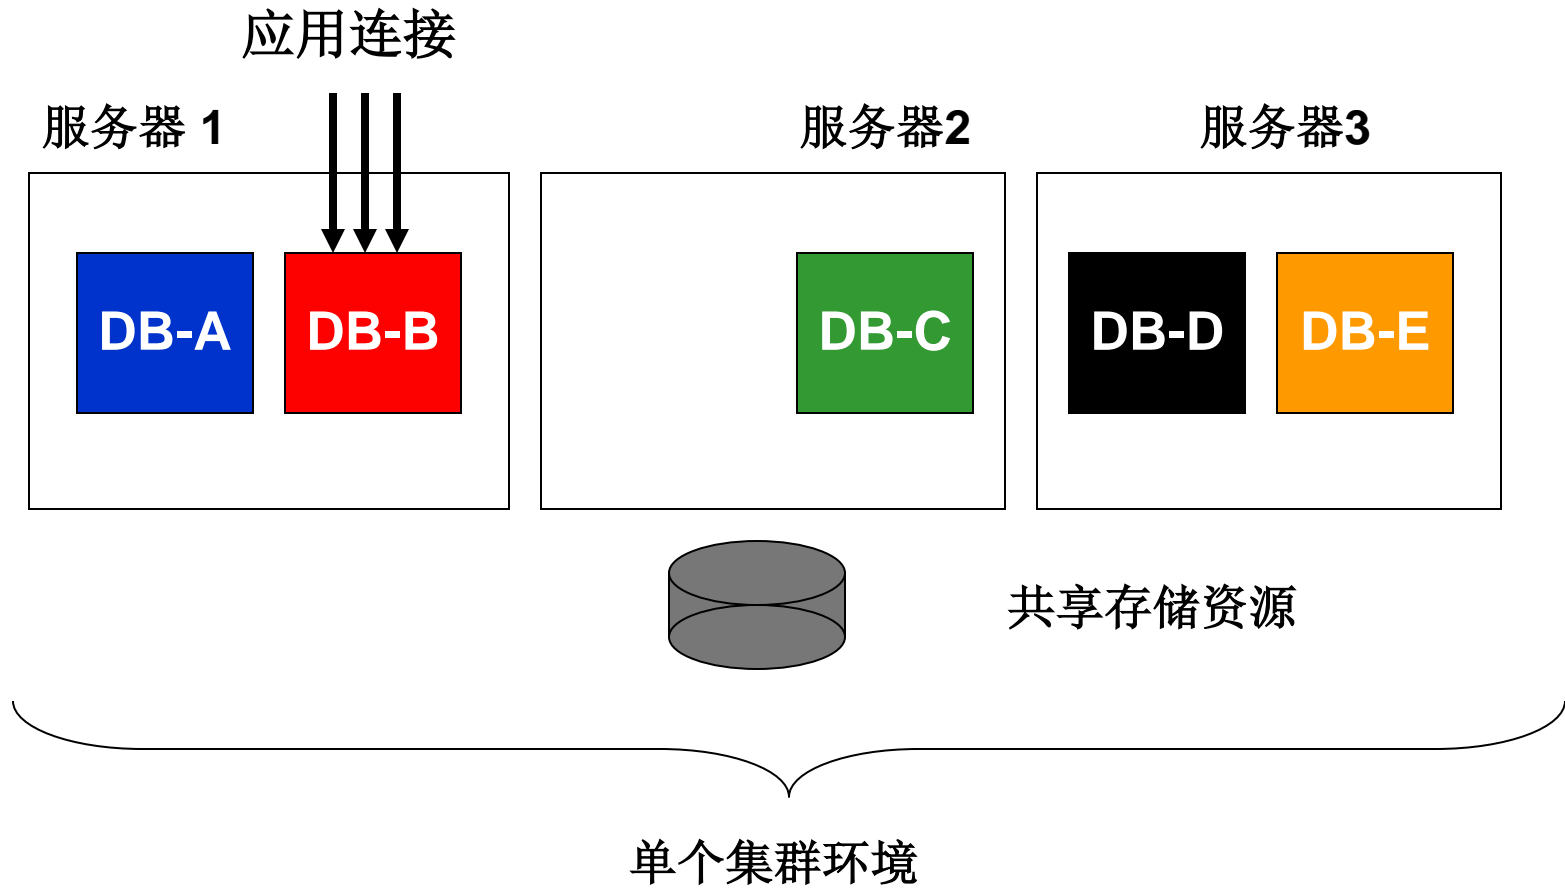 应用连接
服务器 1
服务器2
服务器3
DB-A
DB-B
DB-C
DB-D
DB-E
共享存储资源
单个集群环境